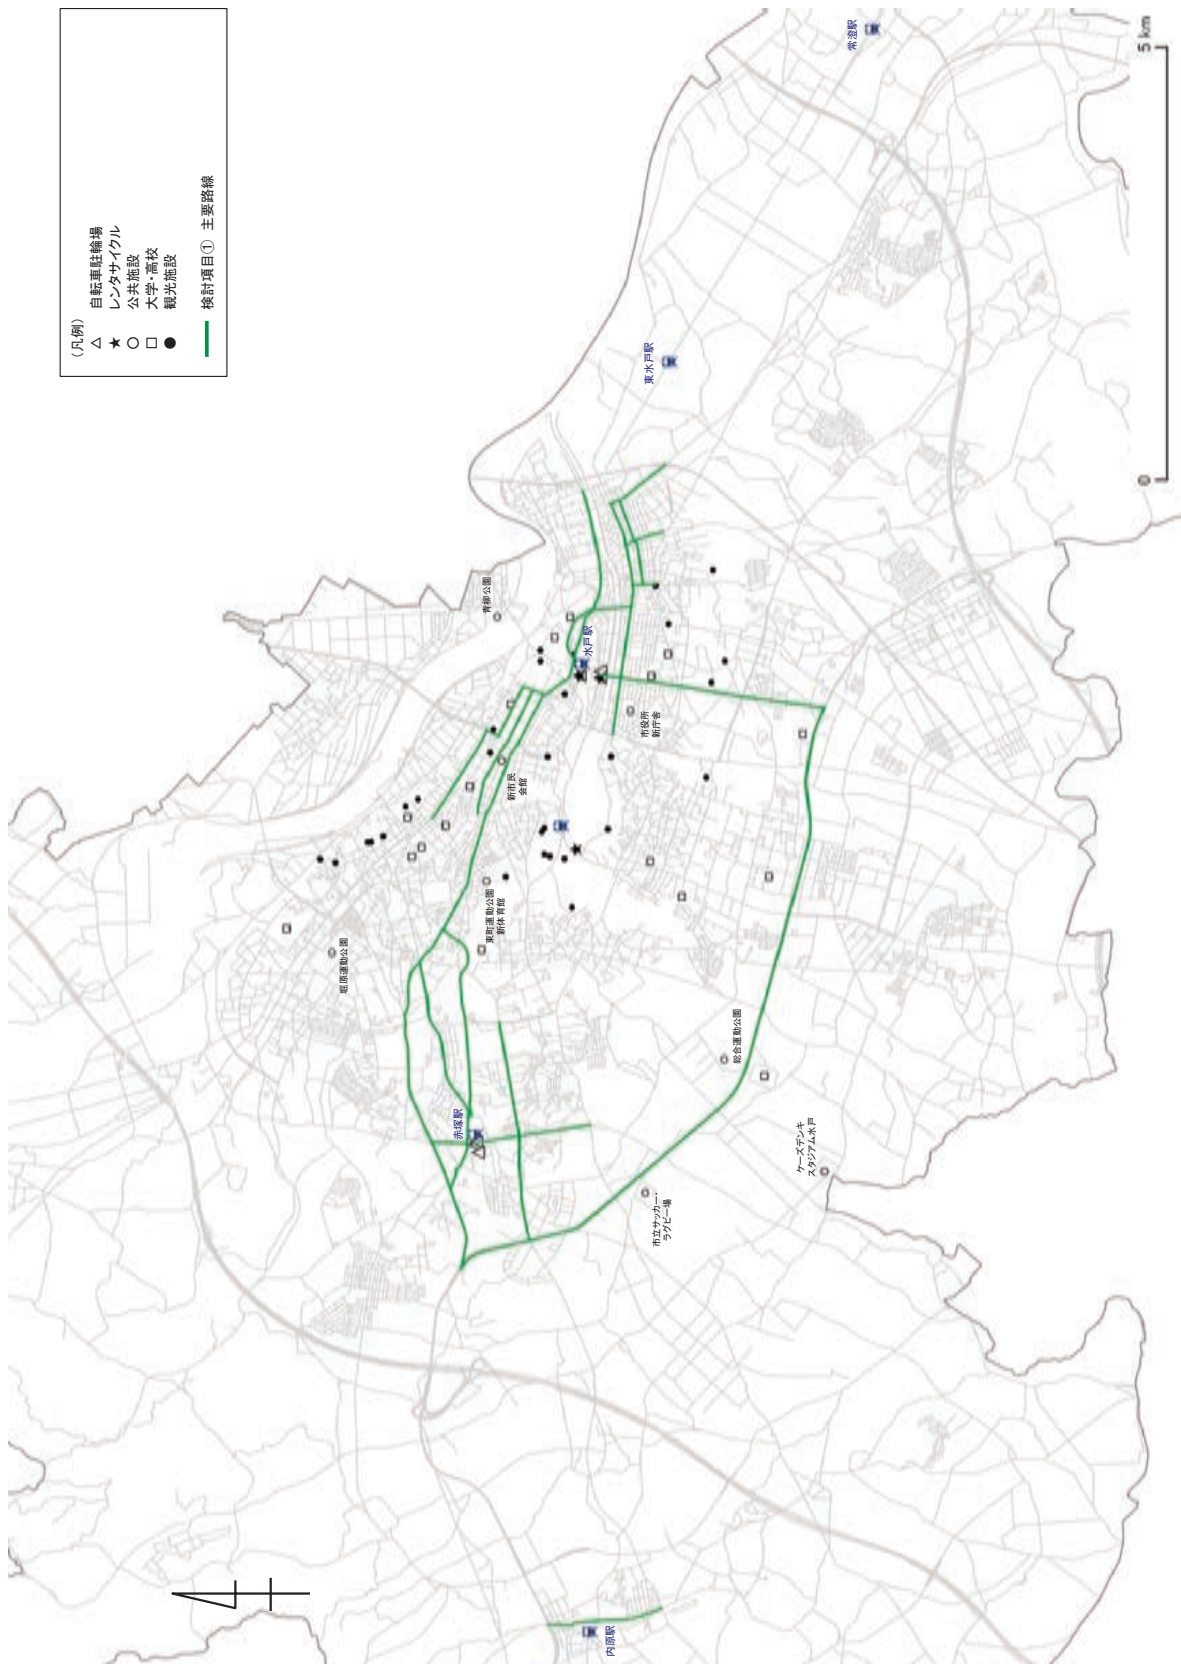 （凡例）
△ 自転車駐輪場
★ レンタサイクル
○ 公共施設
□ 大学・高校
● 観光施設
検討項目① 主要路線
内原駅
赤塚駅
水戸駅
東水戸駅
常澄駅
堀原運動公園
青柳公園
新市民
会館
東町運動公園
新体育館
市役所
新庁舎
総合運動公園
市立サッカー・
ラグビー場
ケーズデンキ
スタジアム水戸
0
5 km